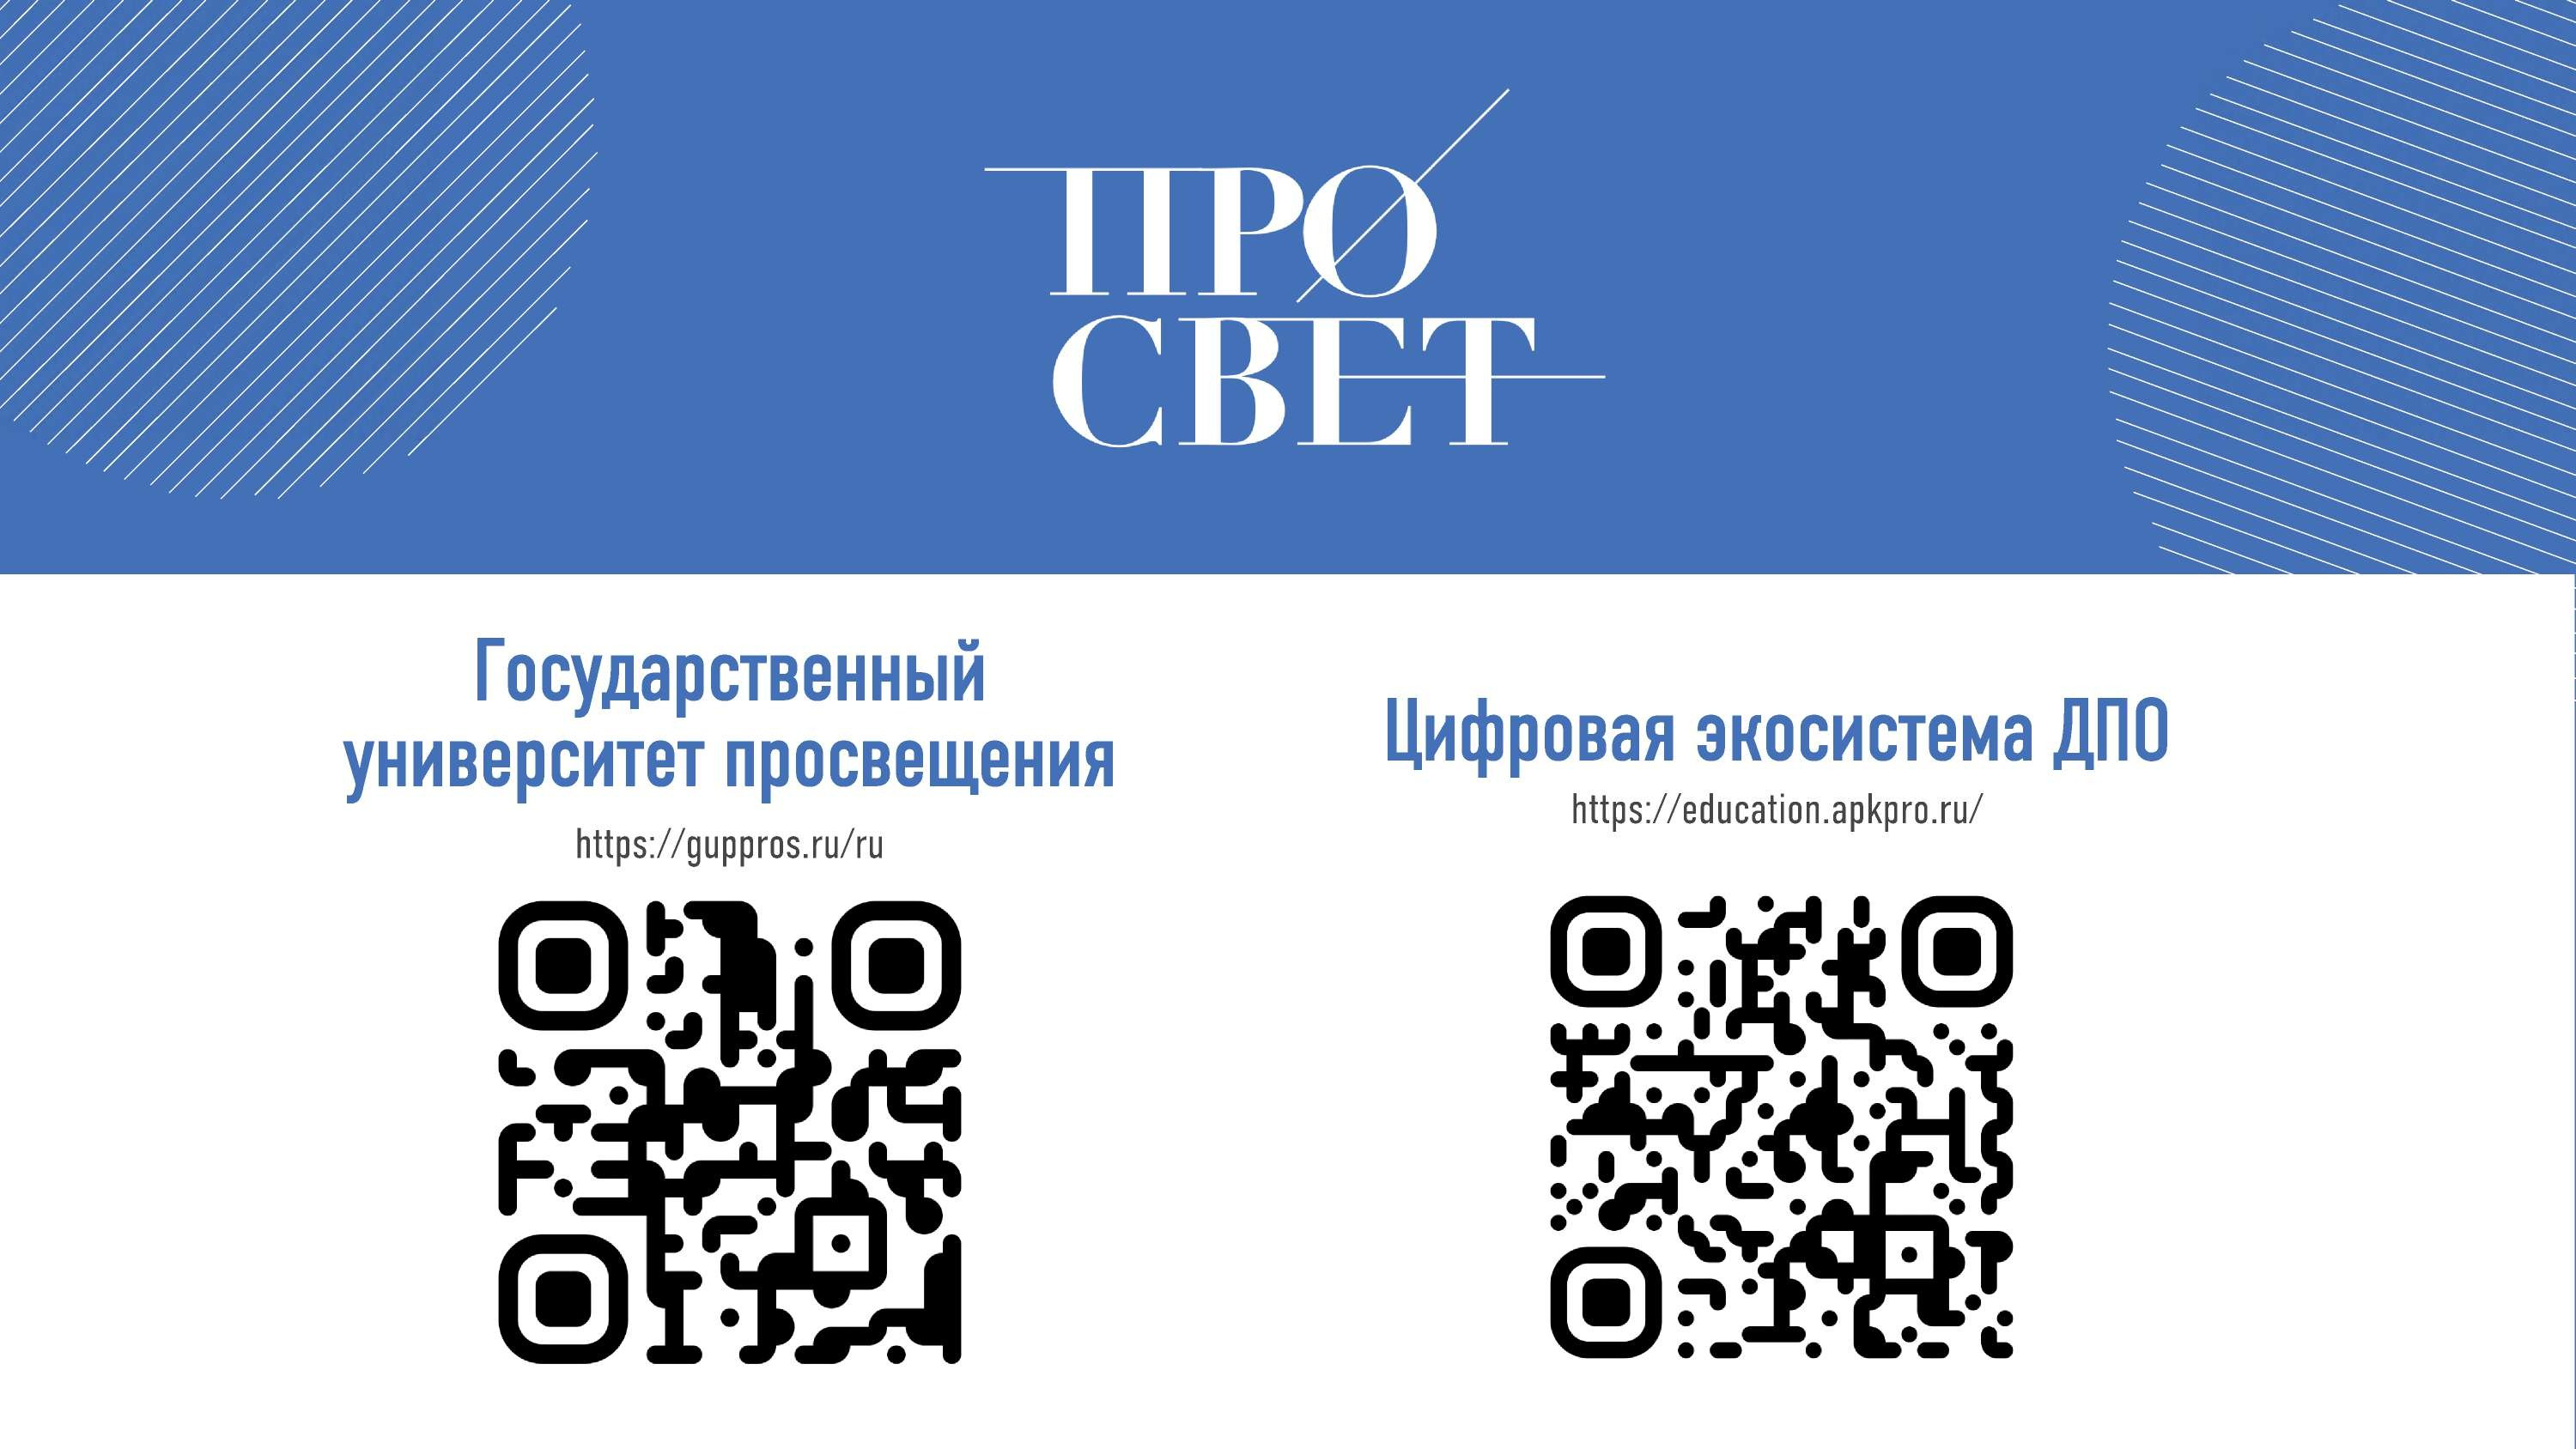 ПРО
СВЕТ
Государственный
университет просвещения
https://guppros.ru/ru
Цифровая экосистема ДПО
https://education.apkpro.ru/